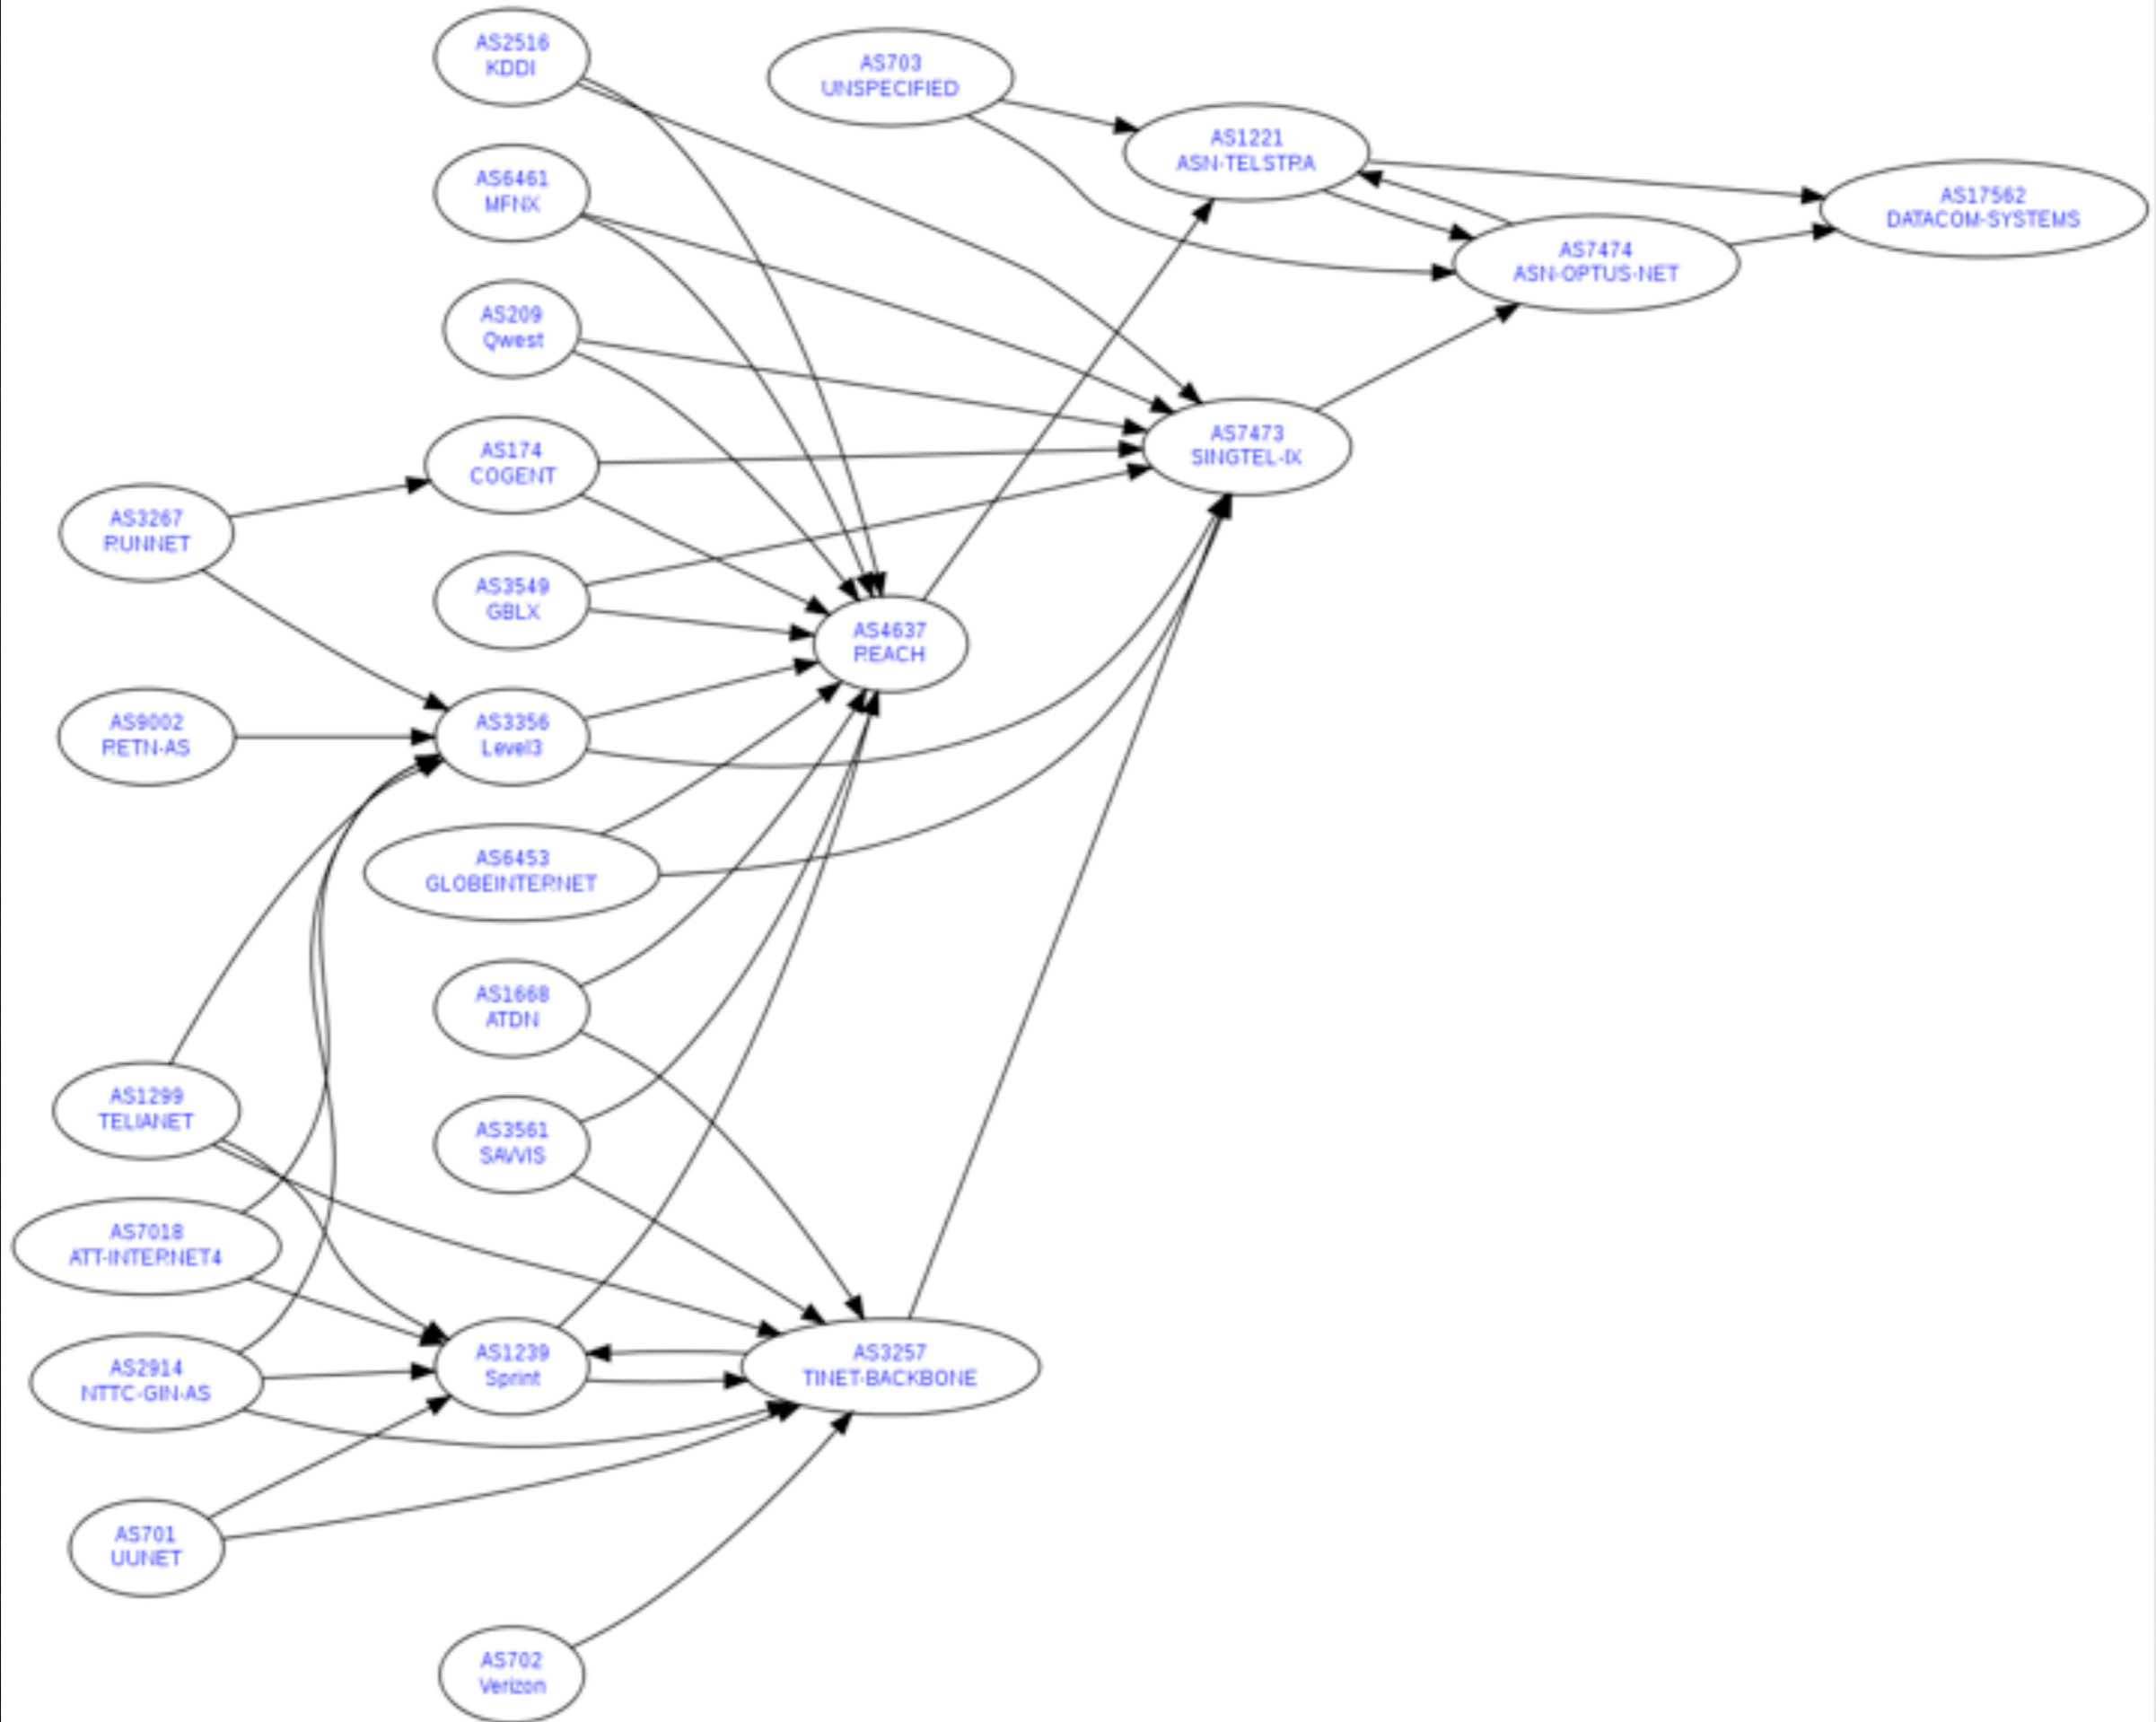 AS2516
KDDI
AS703
UNSPECIFIED
AS1221
ASN-TELSTRA
AS6461
MFNX
AS17562
DATACOM-SYSTEMS
AS7474
ASN-OPTUS-NET
AS209
Qwest
AS174
COGENT
AS7473
SINGTEL-IX
AS3267
RUNNET
AS3549
GBLX
AS4637
REACH
AS9002
RETN-AS
AS3356
Level3
AS6453
GLOBEINTERNET
AS1668
ATDN
AS1299
TELIANET
AS3561
SAVVIS
AS7018
ATT-INTERNET4
AS2914
NTTC-GIN-AS
AS1239
Sprint
AS3257
TINET-BACKBONE
AS701
UUNET
AS702
Verizon